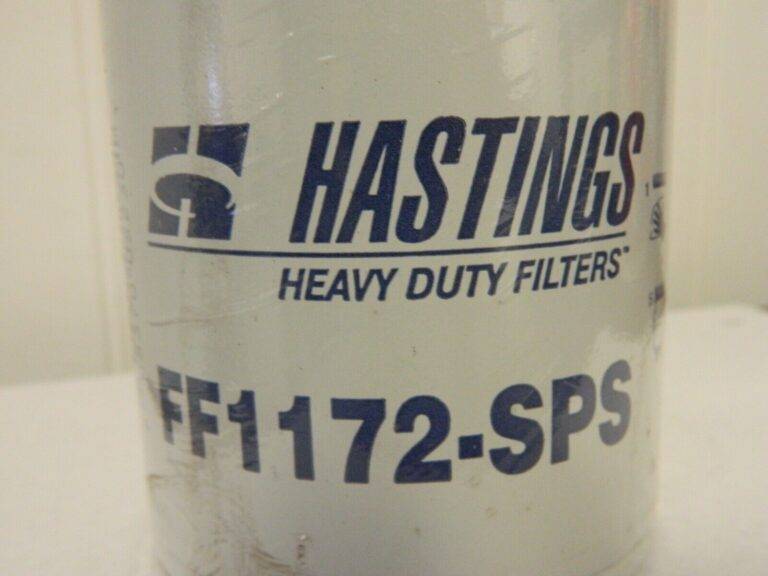 HASTINGS
HEAVY DUTY FILTERS™
FF1172-SPS